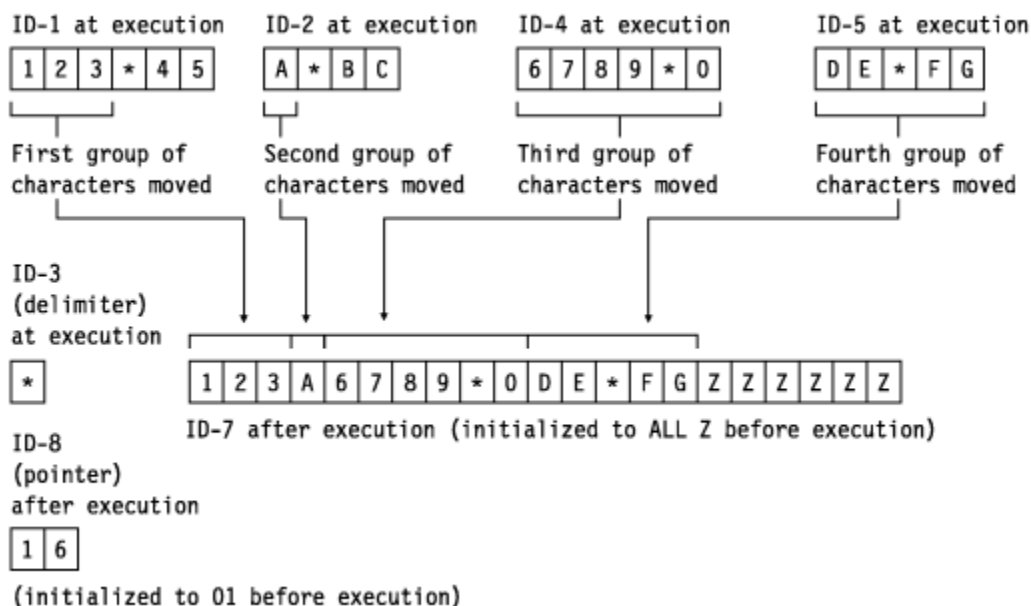 ID-1 at execution ID-2 at execution ID-4 at execution ID-5 at execution
1 2 3 * 4 5 A * B C 6 7 8 9 * 0 D E * F G
First group of Second group of Third group of Fourth group of
characters moved characters moved characters moved characters moved
ID-3
(delimiter)
at execution
* 1 2 3 A 6 7 8 9 * 0 D E * F G Z Z Z Z Z Z
ID-7 after execution (initialized to ALL Z before execution)
ID-8
(pointer)
after execution
1 6
(initialized to 01 before execution)